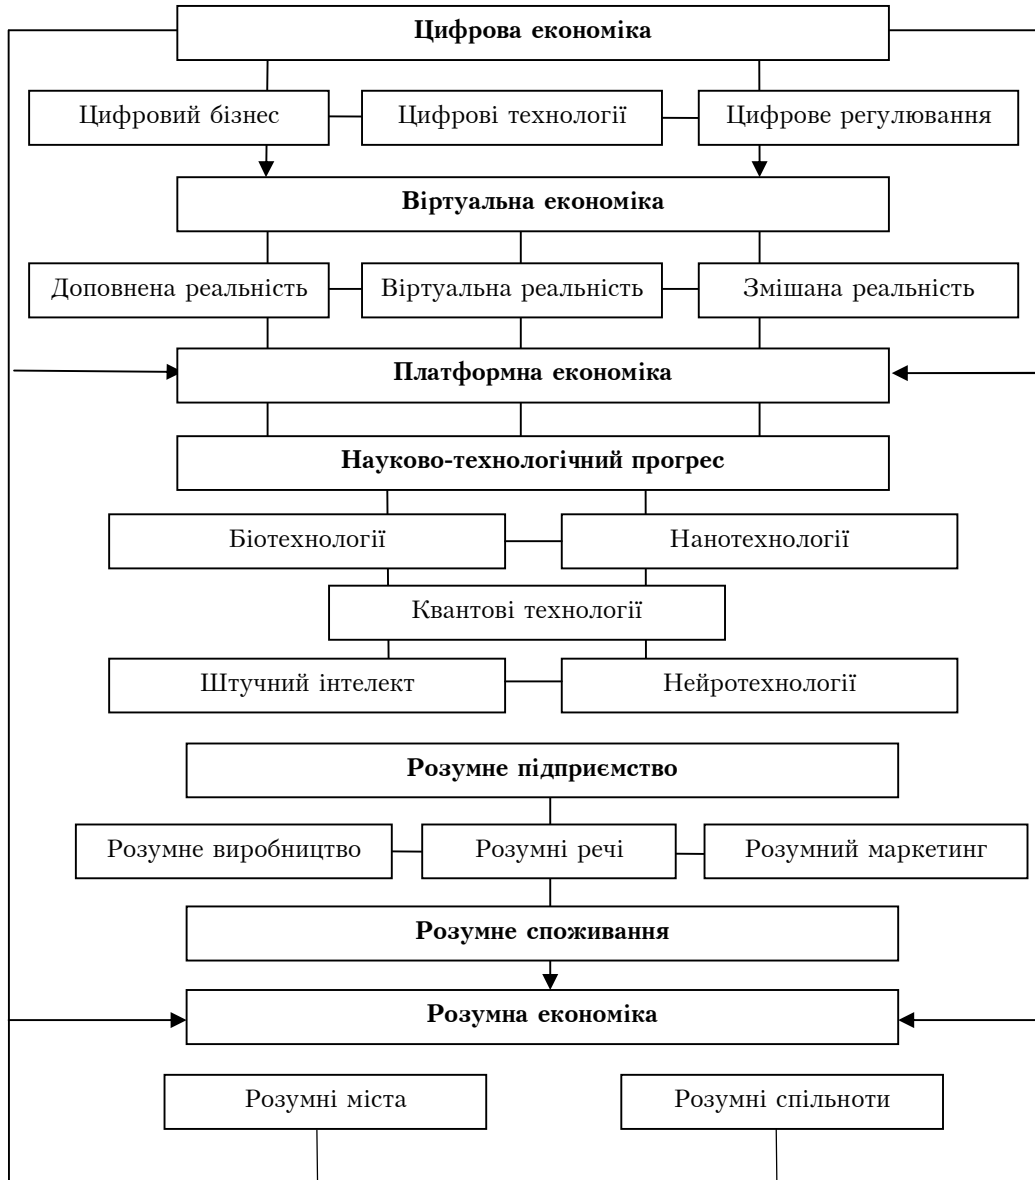 Цифрова економіка
Цифровий бізнес
Цифрові технології
Цифрове регулювання
Віртуальна економіка
Доповнена реальність
Віртуальна реальність
Змішана реальність
Платформна економіка
Науково-технологічний прогрес
Біотехнології
Нанотехнології
Квантові технології
Штучний інтелект
Нейротехнології
Розумне підприємство
Розумне виробництво
Розумні речі
Розумний маркетинг
Розумне споживання
Розумна економіка
Розумні міста
Розумні спільноти